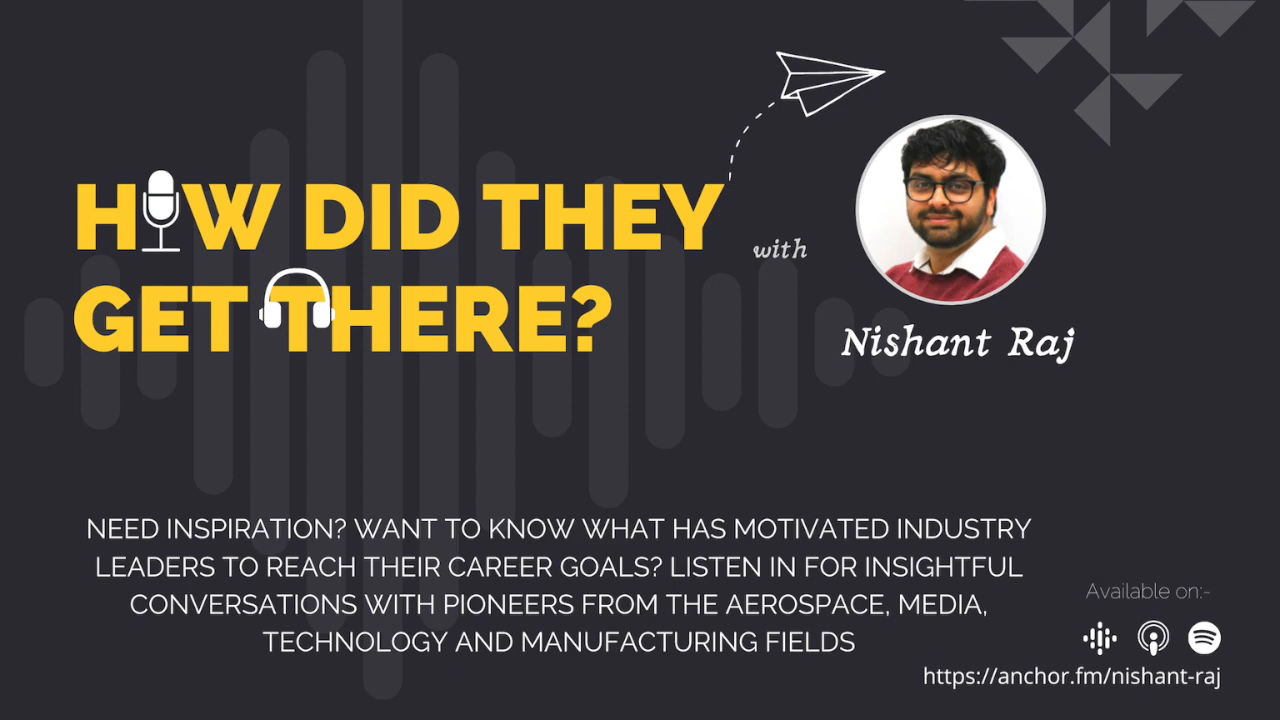 HOW DID THEY
GET THERE?
with
Nishant Raj
NEED INSPIRATION? WANT TO KNOW WHAT HAS MOTIVATED INDUSTRY
LEADERS TO REACH THEIR CAREER GOALS? LISTEN IN FOR INSIGHTFUL
CONVERSATIONS WITH PIONEERS FROM THE AEROSPACE, MEDIA,
TECHNOLOGY AND MANUFACTURING FIELDS
Available on:-
https://anchor.fm/nishant-raj